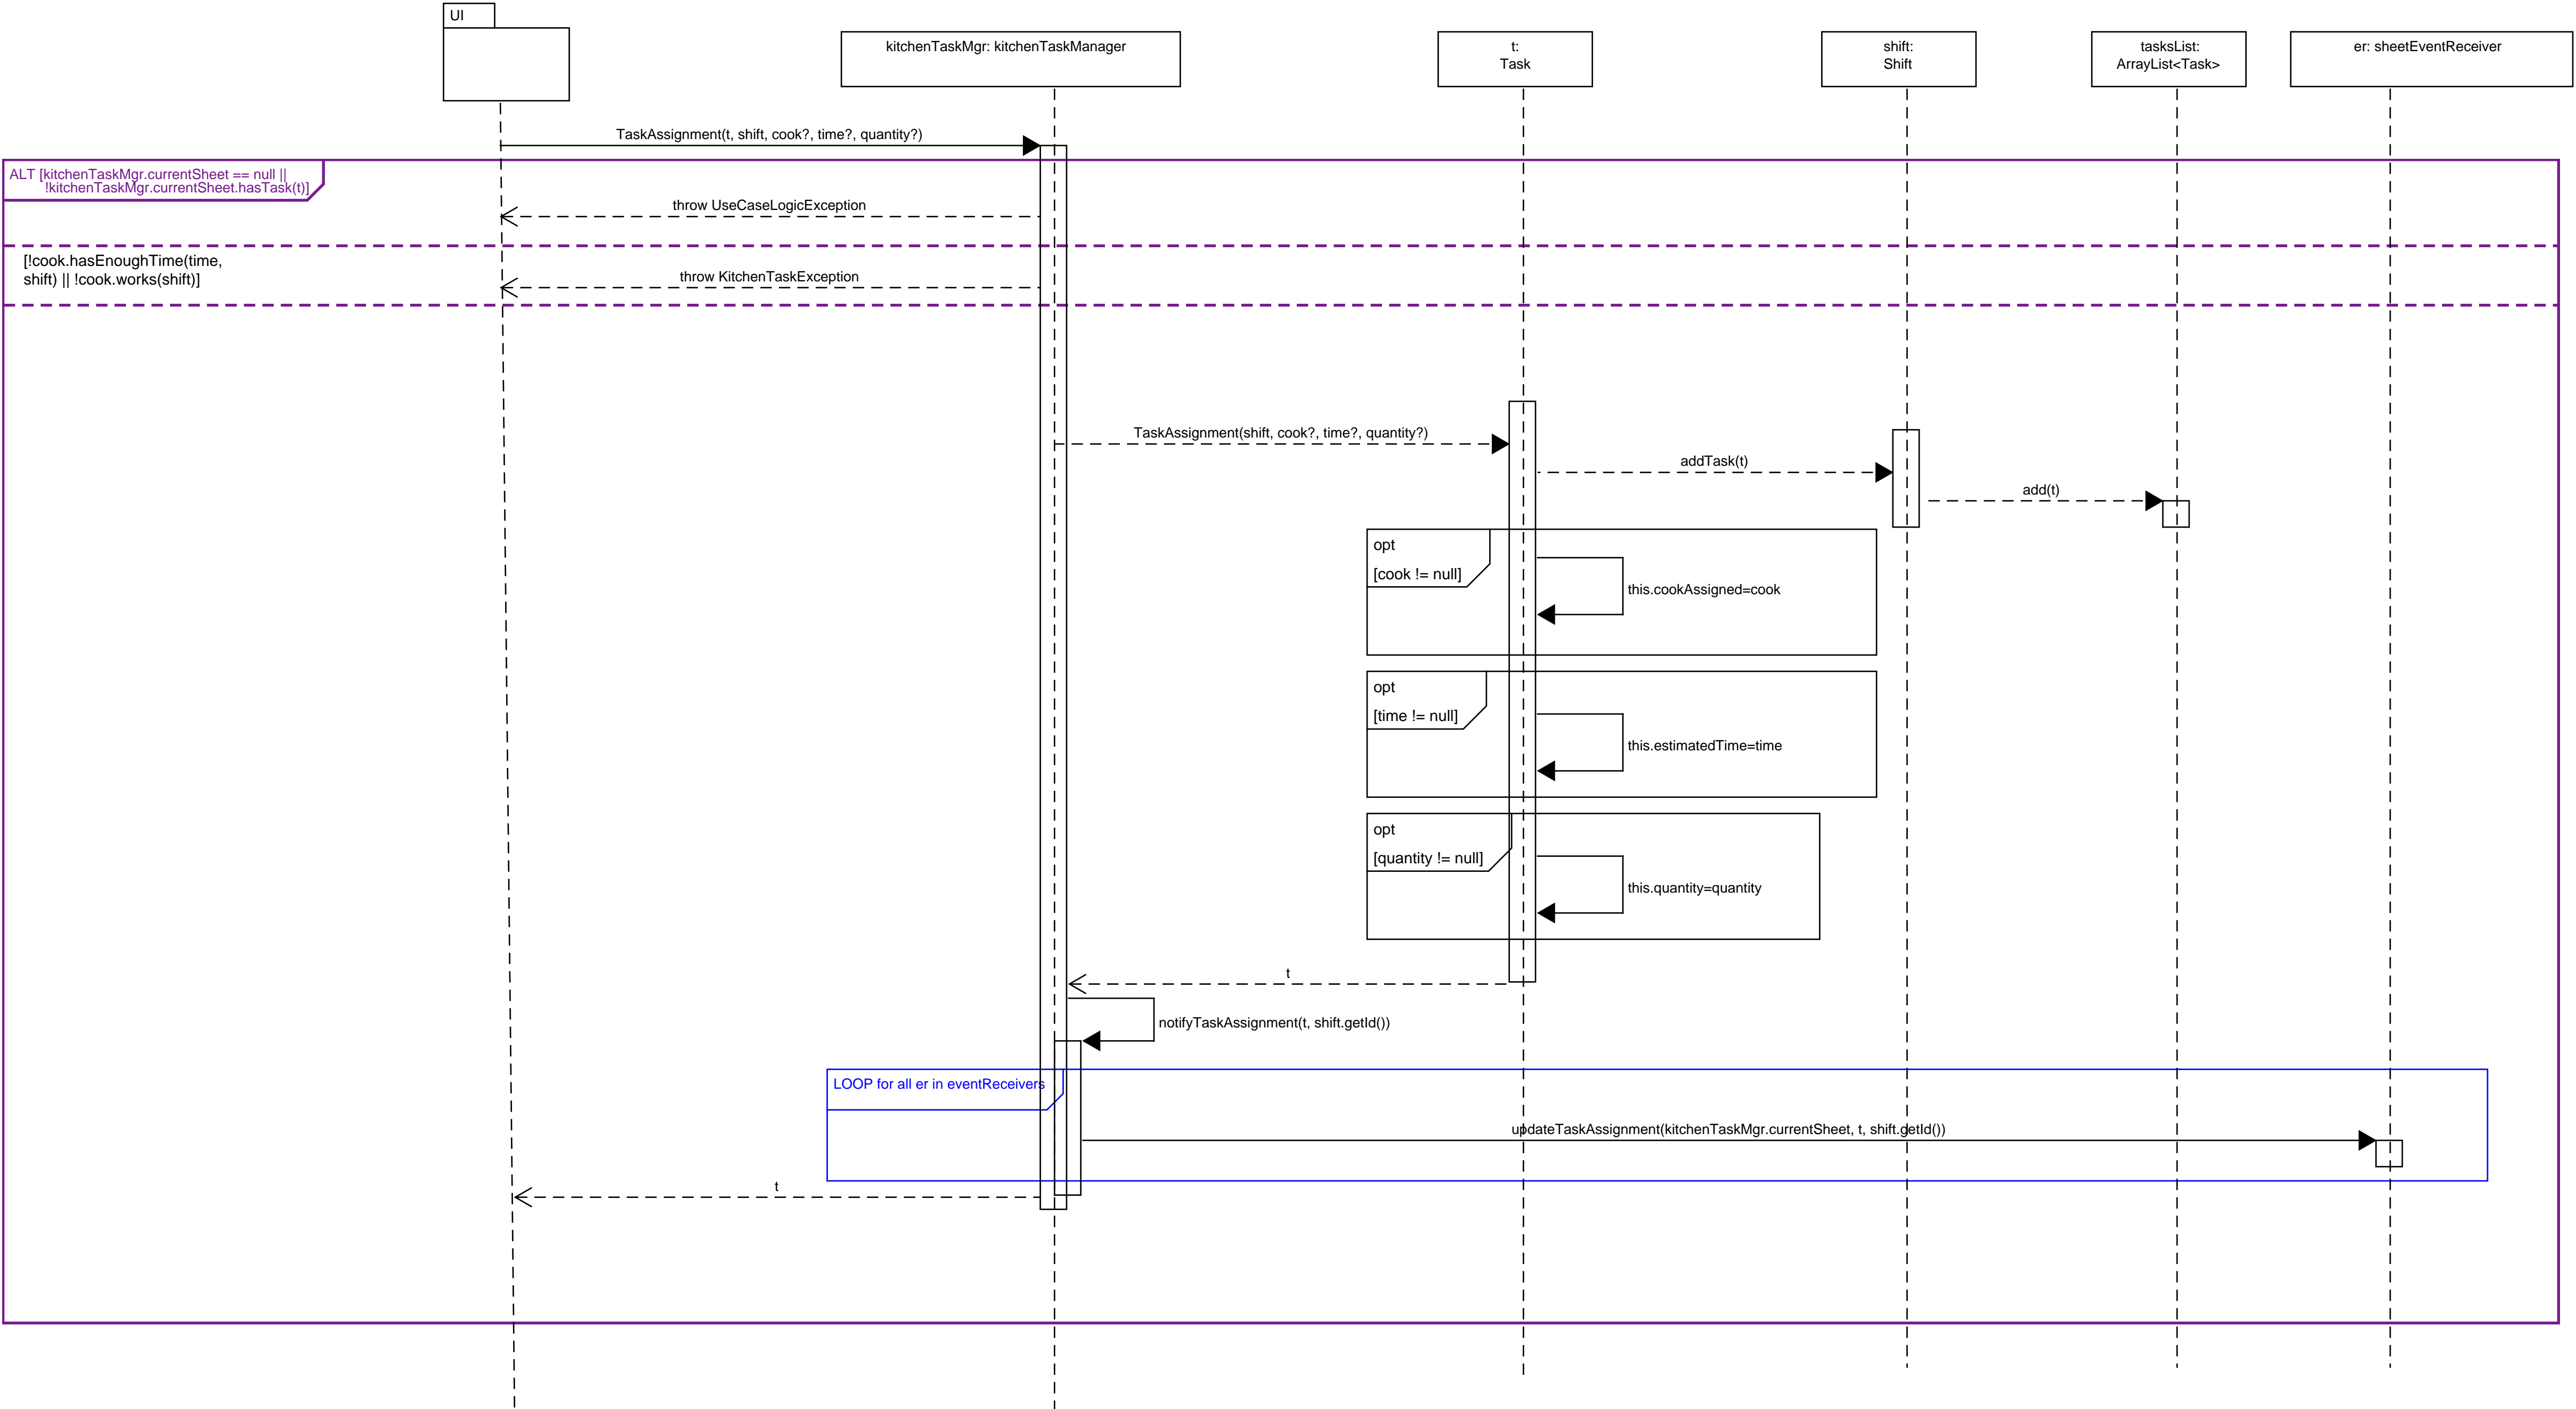 UI
kitchenTaskMgr: kitchenTaskManager
t:
Task
shift:
Shift
tasksList:
ArrayList<Task>
er: sheetEventReceiver
TaskAssignment(t, shift, cook?, time?, quantity?)
ALT [kitchenTaskMgr.currentSheet == null ||
!kitchenTaskMgr.currentSheet.hasTask(t)]
throw UseCaseLogicException
[!cook.hasEnoughTime(time,
shift) || !cook.works(shift)]
throw KitchenTaskException
TaskAssignment(shift, cook?, time?, quantity?)
addTask(t)
add(t)
opt
[cook != null]
this.cookAssigned=cook
opt
[time != null]
this.estimatedTime=time
opt
[quantity != null]
this.quantity=quantity
t
notifyTaskAssignment(t, shift.getId())
LOOP for all er in eventReceivers
updateTaskAssignment(kitchenTaskMgr.currentSheet, t, shift.getId())
t